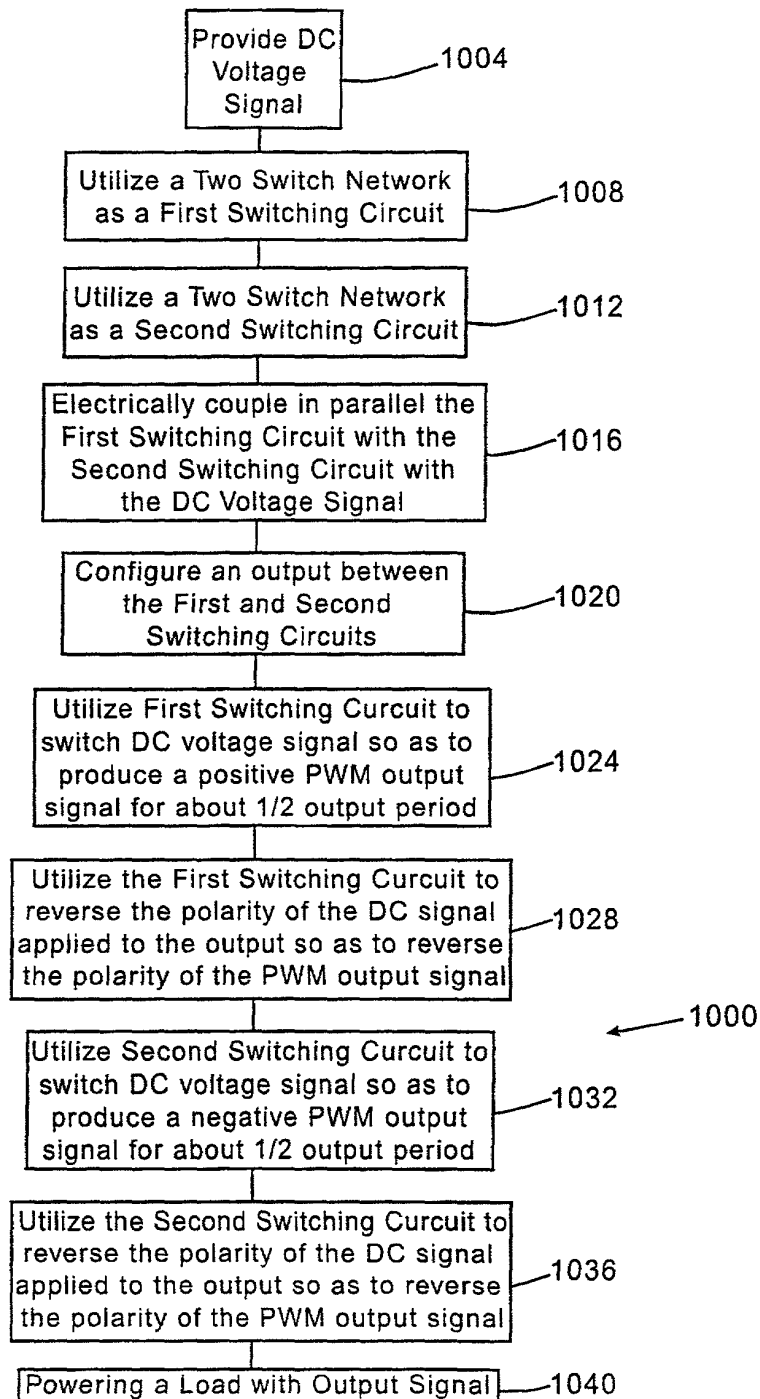 Provide DC
Voltage
Signal
1004
Utilize a Two Switch Network
as a First Switching Circuit
1008
Utilize a Two Switch Network
as a Second Switching Circuit
1012
Electrically couple in parallel the
First Switching Circuit with the
Second Switching Circuit with
the DC Voltage Signal
1016
Configure an output between
the First and Second
Switching Circuits
1020
Utilize First Switching Curcuit to
switch DC voltage signal so as to
produce a positive PWM output
signal for about 1/2 output period
1024
Utilize the First Switching Curcuit to
reverse the polarity of the DC signal
applied to the output so as to reverse
the polarity of the PWM output signal
1028
1000
Utilize Second Switching Curcuit to
switch DC voltage signal so as to
produce a negative PWM output
signal for about 1/2 output period
1032
Utilize the Second Switching Curcuit to
reverse the polarity of the DC signal
applied to the output so as to reverse
the polarity of the PWM output signal
1036
Powering a Load with Output Signal
1040